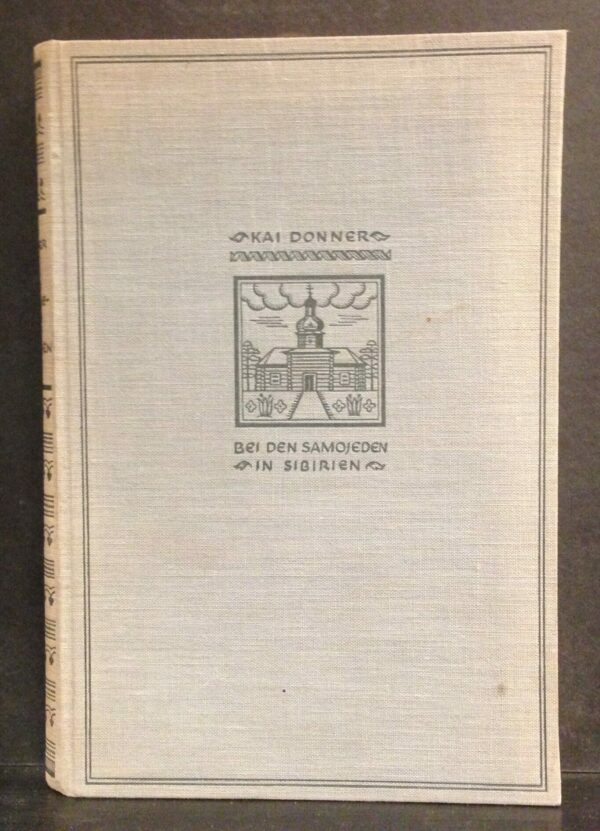 KAI DONNER
BEI DEN SAMOJEDEN
IN SIBIRIEN